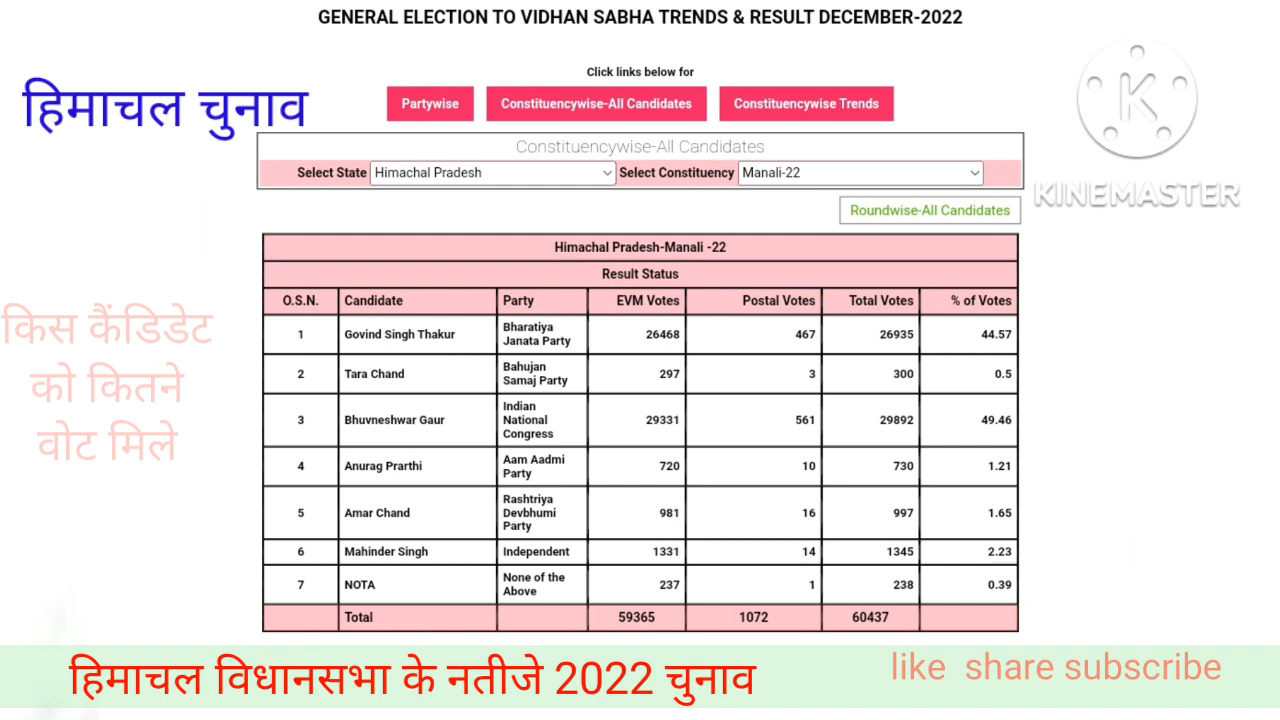 GENERAL ELECTION TO VIDHAN SABHA TRENDS & RESULT DECEMBER-2022
Click links below for
हिमाचल चुनाव
Partywise Constituencywise-All Candidates Constituencywise Trends
K
KINEMASTER
Constituencywise-All Candidates
Select State Himachal Pradesh Select Constituency Manali-22
Roundwise-All Candidates
Himachal Pradesh-Manali -22
Result Status
O.S.N. Candidate Party EVM Votes Postal Votes Total Votes % of Votes
1 Govind Singh Thakur Bharatiya Janata Party 26468 467 26935 44.57
2 Tara Chand Bahujan Samaj Party 297 3 300 0.5
3 Bhuvneshwar Gaur Indian National Congress 29331 561 29892 49.46
4 Anurag Prarthi Aam Aadmi Party 720 10 730 1.21
5 Amar Chand Rashtriya Devbhumi Party 981 16 997 1.65
6 Mahinder Singh Independent 1331 14 1345 2.23
7 NOTA None of the Above 237 1 238 0.39
Total 59365 1072 60437
किस कैंडिडेट
को कितने
वोट मिले
हिमाचल विधानसभा के नतीजे 2022 चुनाव
like share subscribe